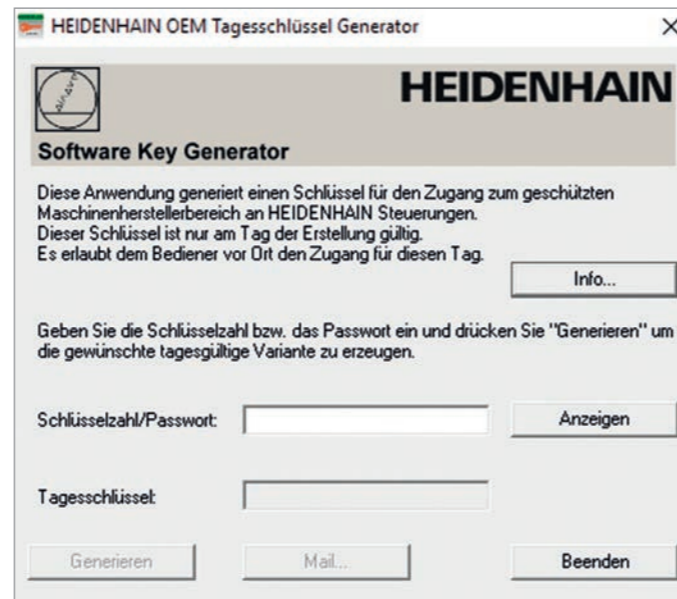 HEIDENHAIN OEM Tagesschlüssel Generator
HEIDENHAIN
Software Key Generator
Diese Anwendung generiert einen Schlüssel für den Zugang zum geschützten
Maschinenherstellerbereich an HEIDENHAIN Steuerungen.
Dieser Schlüssel ist nur am Tag der Erstellung gültig.
Es erlaubt dem Bediener vor Ort den Zugang für diesen Tag.
Info...
Geben Sie die Schlüsselzahl bzw. das Passwort ein und drücken Sie "Generieren" um
die gewünschte tagesgültige Variante zu erzeugen.
Schlüsselzahl/Passwort:
Anzeigen
Tagesschlüssel:
Generieren
Mail...
Beenden